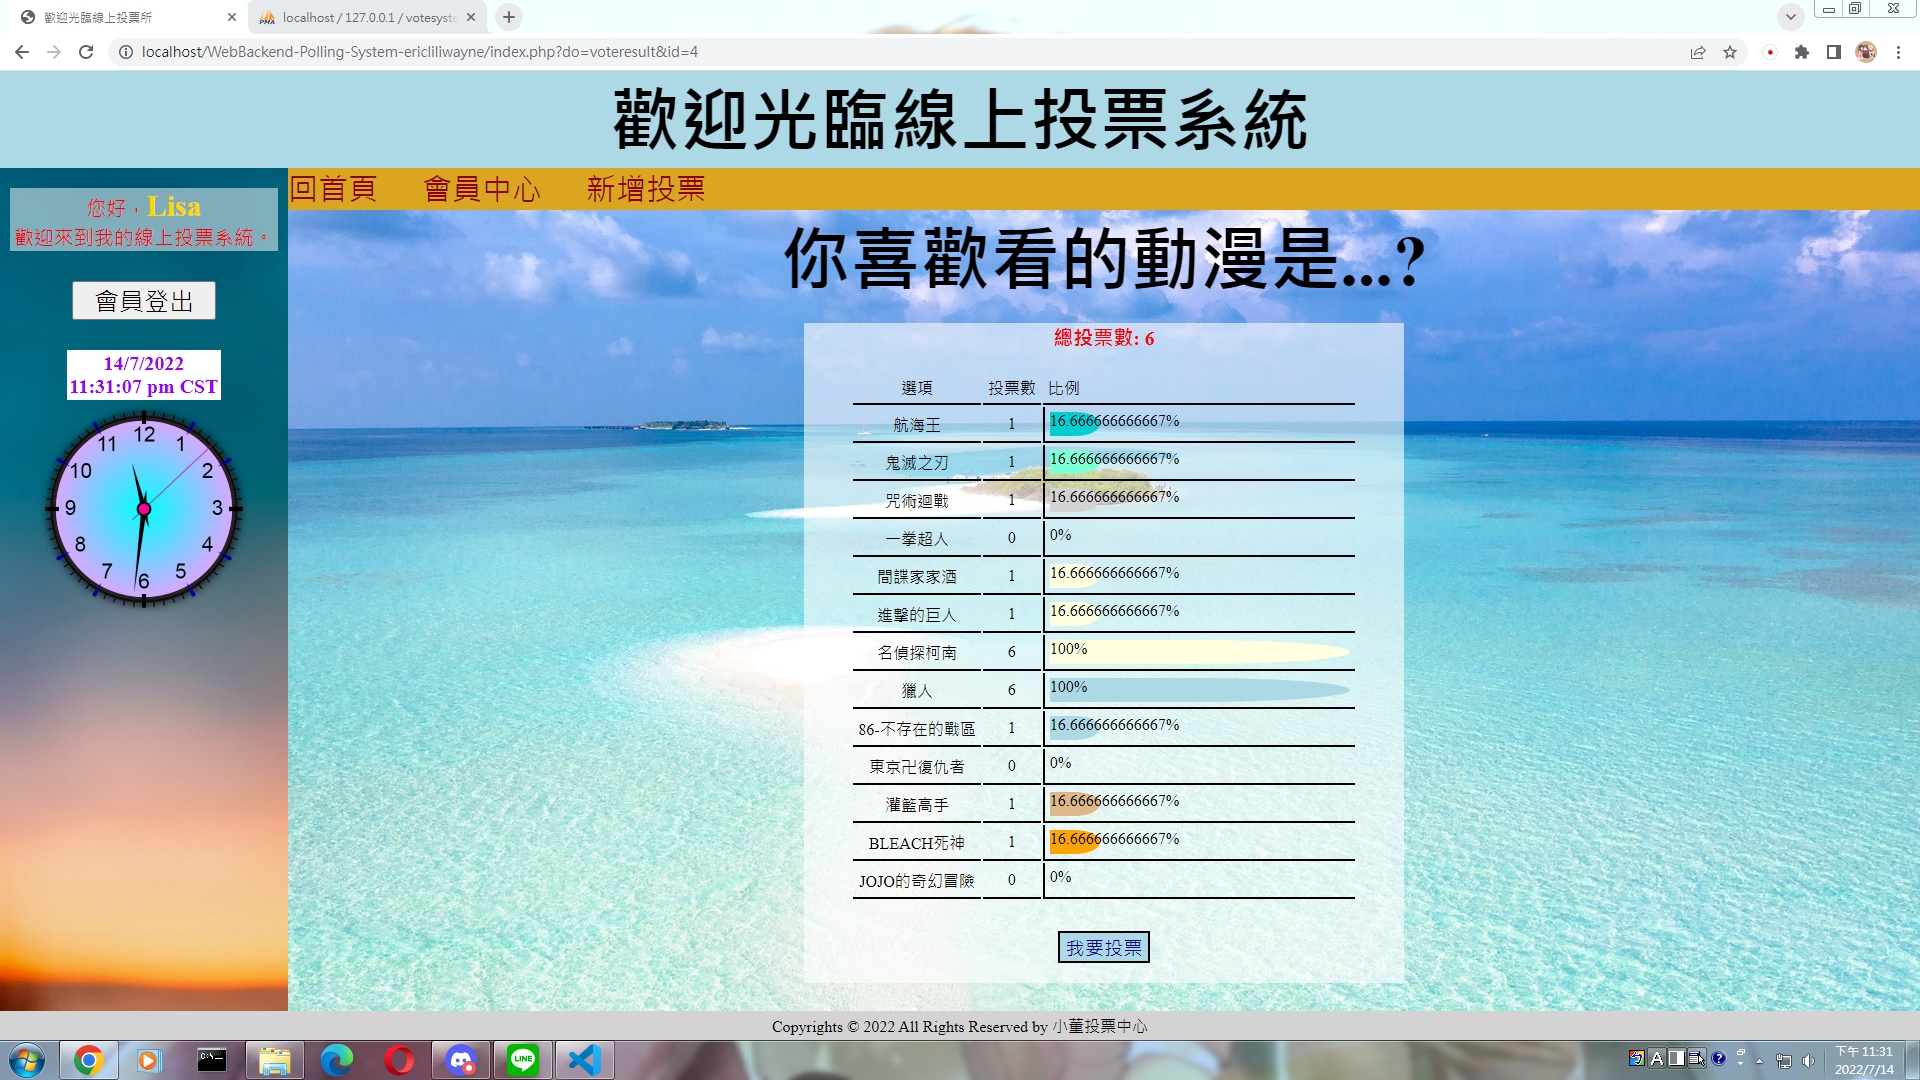 歡迎光臨線上投票所
localhost / 127.0.0.1 / votesyste
localhost/WebBackend-Polling-System-ericliliwayne/index.php?do=voteresult&id=4
歡迎光臨線上投票系統
回首頁 會員中心 新增投票
您好，Lisa
歡迎來到我的線上投票系統。
會員登出
14/7/2022
11:31:07 pm CST
12
1
2
3
4
5
6
7
8
9
10
11
你喜歡看的動漫是...?
總投票數: 6
選項 投票數 比例
航海王 1 16.666666666667%
鬼滅之刃 1 16.666666666667%
咒術迴戰 1 16.666666666667%
一拳超人 0 0%
間諜家家酒 1 16.666666666667%
進擊的巨人 1 16.666666666667%
名偵探柯南 6 100%
獵人 6 100%
86-不存在的戰區 1 16.666666666667%
東京卍復仇者 0 0%
灌籃高手 1 16.666666666667%
BLEACH死神 1 16.666666666667%
JOJO的奇幻冒險 0 0%
我要投票
Copyrights © 2022 All Rights Reserved by 小董投票中心
下午 11:31
2022/7/14